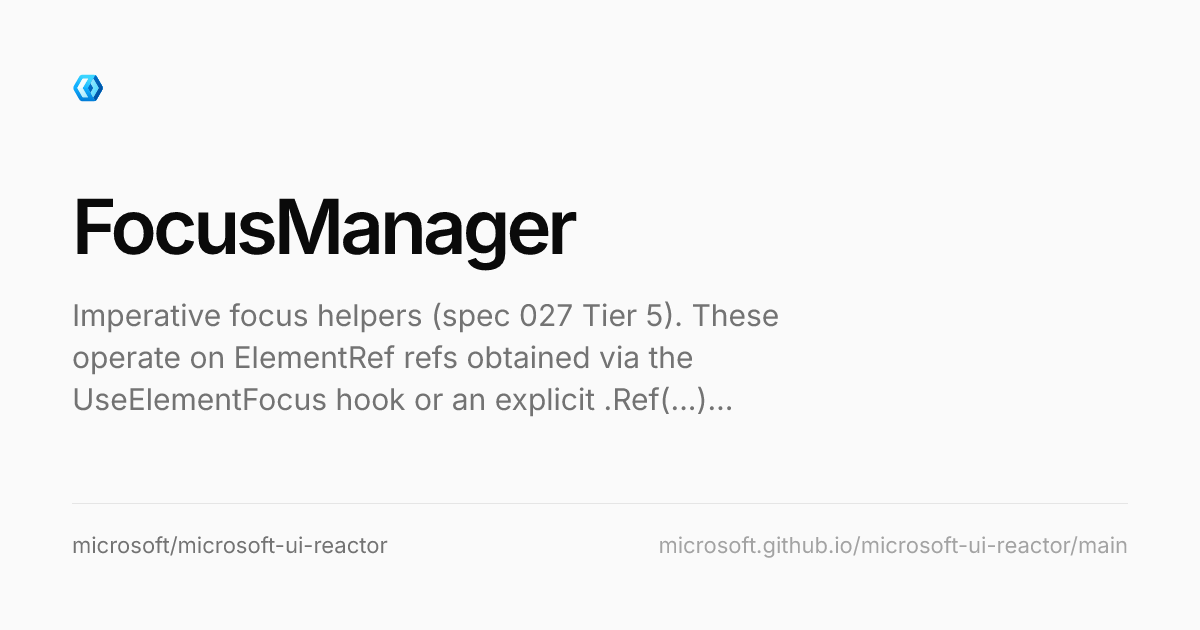 FocusManager
Imperative focus helpers (spec 027 Tier 5). These
operate on ElementRef refs obtained via the
UseElementFocus hook or an explicit .Ref(...)...
microsoft/microsoft-ui-reactor
microsoft.github.io/microsoft-ui-reactor/main